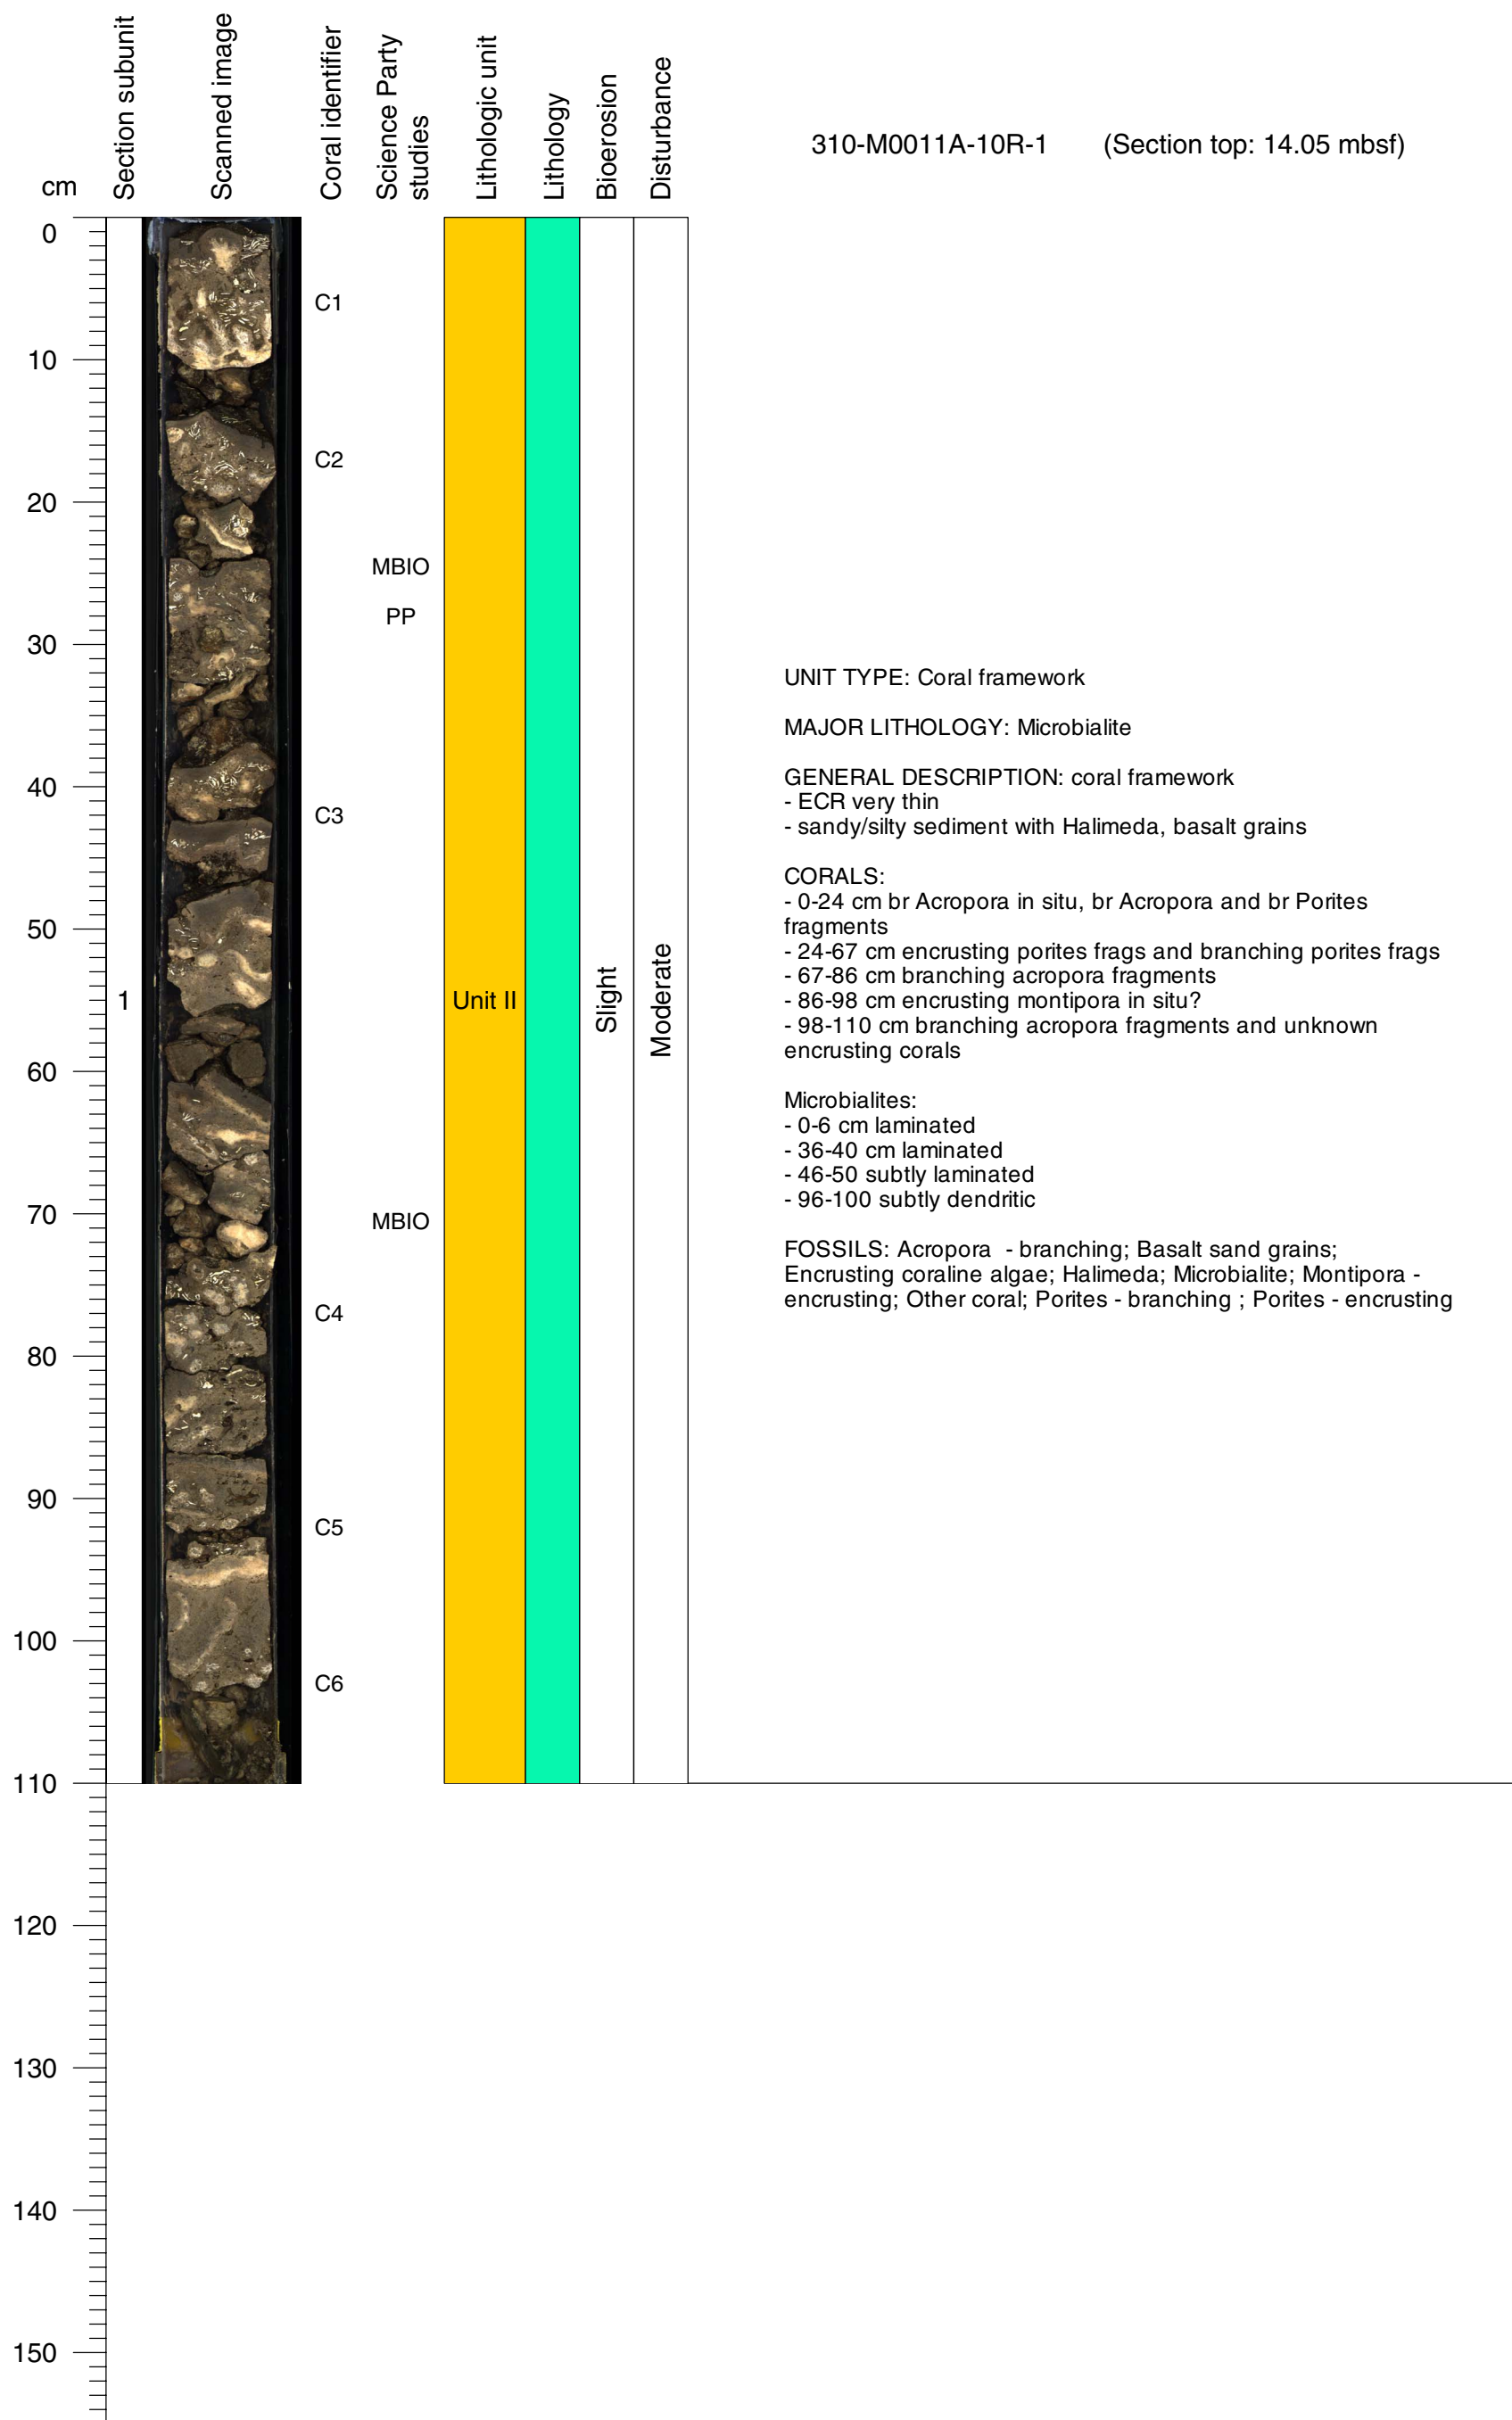 Section subunit
Scanned image
Coral identifier
Science Party
studies
Lithologic unit
Lithology
Bioerosion
Disturbance
310-M0011A-10R-1 (Section top: 14.05 mbsf)
cm
0
C1
10
C2
20
MBIO
PP
30
UNIT TYPE: Coral framework
MAJOR LITHOLOGY: Microbialite
GENERAL DESCRIPTION: coral framework
- ECR very thin
- sandy/silty sediment with Halimeda, basalt grains
40
C3
CORALS:
- 0-24 cm br Acropora in situ, br Acropora and br Porites
fragments
- 24-67 cm encrusting porites frags and branching porites frags
- 67-86 cm branching acropora fragments
- 86-98 cm encrusting montipora in situ?
- 98-110 cm branching acropora fragments and unknown
encrusting corals
50
1
Unit II
Slight
Moderate
60
Microbialites:
- 0-6 cm laminated
- 36-40 cm laminated
- 46-50 subtly laminated
- 96-100 subtly dendritic
70
MBIO
FOSSILS: Acropora  - branching; Basalt sand grains;
Encrusting coraline algae; Halimeda; Microbialite; Montipora -
encrusting; Other coral; Porites - branching ; Porites - encrusting
C4
80
90
C5
100
C6
110
120
130
140
150